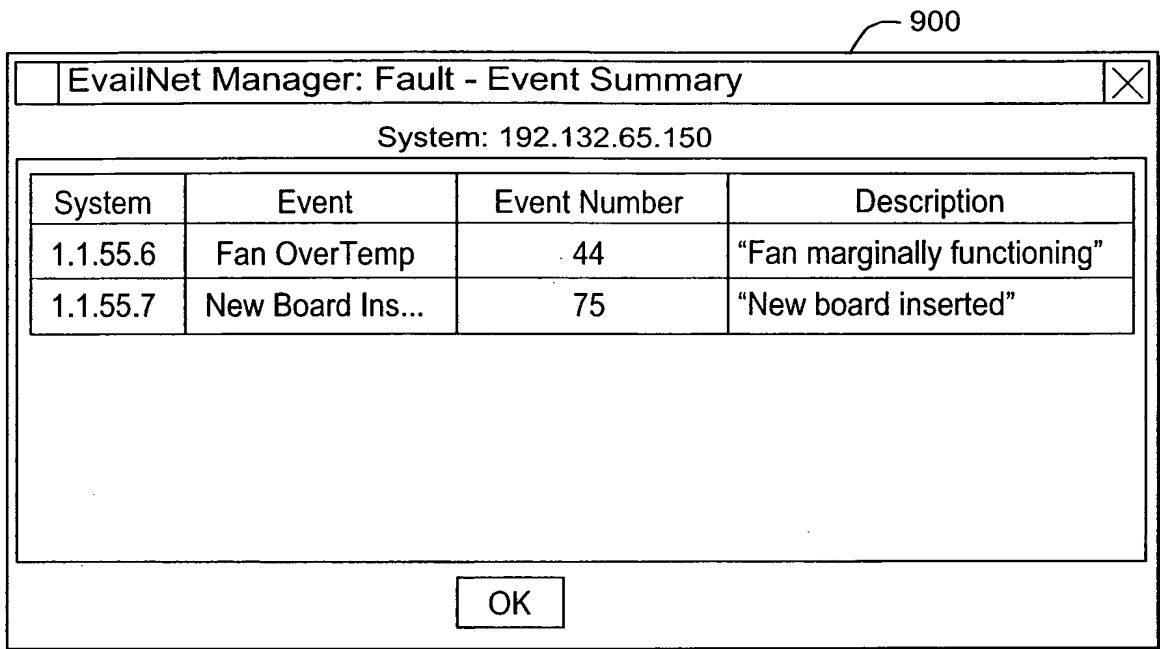 900
EvailNet Manager: Fault - Event Summary
System: 192.132.65.150
System Event Event Number Description
1.1.55.6 Fan OverTemp 44 “Fan marginally functioning”
1.1.55.7 New Board Ins... 75 “New board inserted”
OK